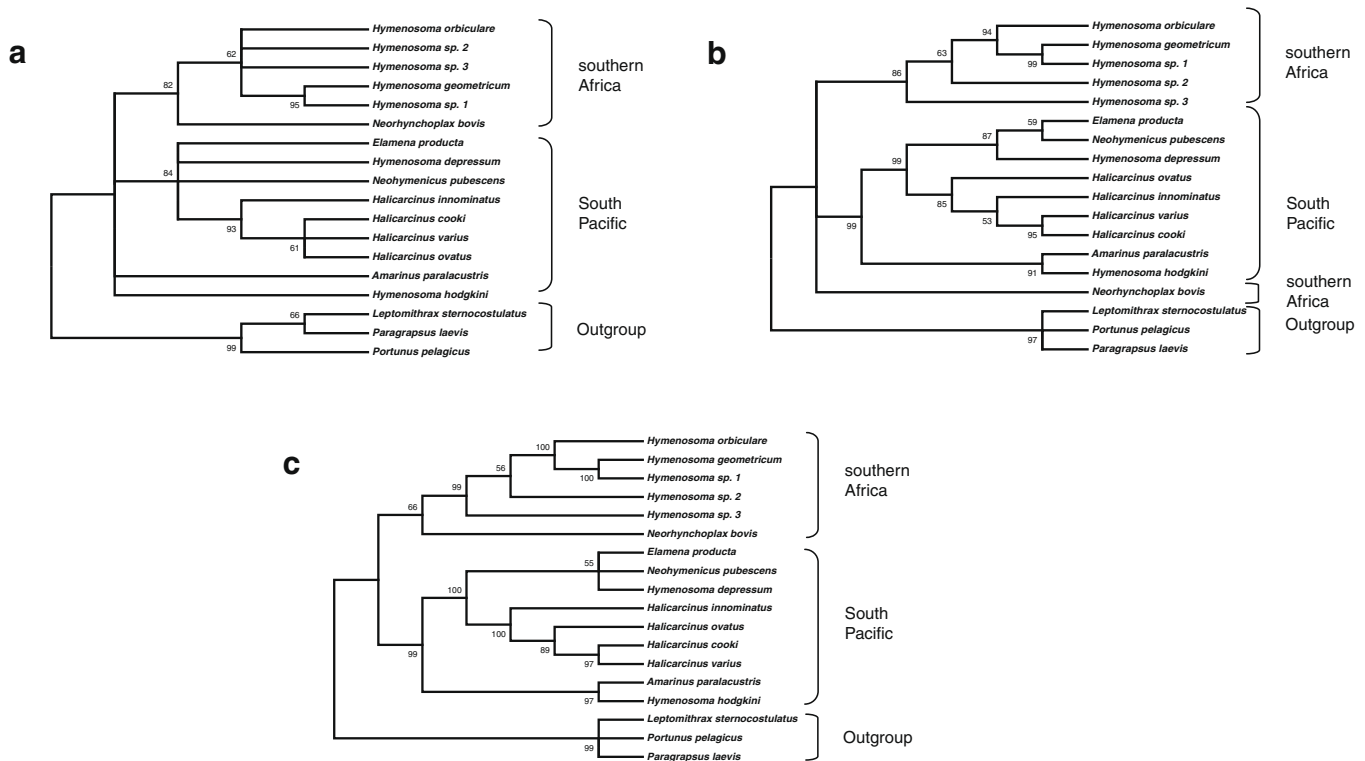 a
Hymenosoma orbiculare
62
Hymenosoma sp. 2
Hymenosoma sp. 3
southern
Africa
82
Hymenosoma geometricum
95
Hymenosoma sp. 1
Neorhynchoplax bovis
Elamena producta
Hymenosoma depressum
84
Neohymenicus pubescens
Halicarcinus innominatus
South
Pacific
93
Halicarcinus cooki
Halicarcinus varius
61
Halicarcinus ovatus
Amarinus paralacustris
Hymenosoma hodgkini
66
Leptomithrax sternocostulatus
Paragrapsus laevis
Outgroup
99
Portunus pelagicus
b
94
Hymenosoma orbiculare
63
Hymenosoma geometricum
99
Hymenosoma sp. 1
southern
Africa
86
Hymenosoma sp. 2
Hymenosoma sp. 3
59
Elamena producta
87
Neohymenicus pubescens
Hymenosoma depressum
99
Halicarcinus ovatus
85
Halicarcinus innominatus
53
Halicarcinus varius
South
Pacific
95
Halicarcinus cooki
99
Amarinus paralacustris
91
Hymenosoma hodgkini
Neorhynchoplax bovis
southern
Africa
Leptomithrax sternocostulatus
Outgroup
Portunus pelagicus
97
Paragrapsus laevis
c
100
Hymenosoma orbiculare
56
Hymenosoma geometricum
100
Hymenosoma sp. 1
southern
Africa
99
Hymenosoma sp. 2
66
Hymenosoma sp. 3
Neorhynchoplax bovis
Elamena producta
55
Neohymenicus pubescens
100
Hymenosoma depressum
Halicarcinus innominatus
South
Pacific
100
Halicarcinus ovatus
89
Halicarcinus cooki
97
Halicarcinus varius
99
Amarinus paralacustris
97
Hymenosoma hodgkini
Leptomithrax sternocostulatus
Portunus pelagicus
Outgroup
99
Paragrapsus laevis